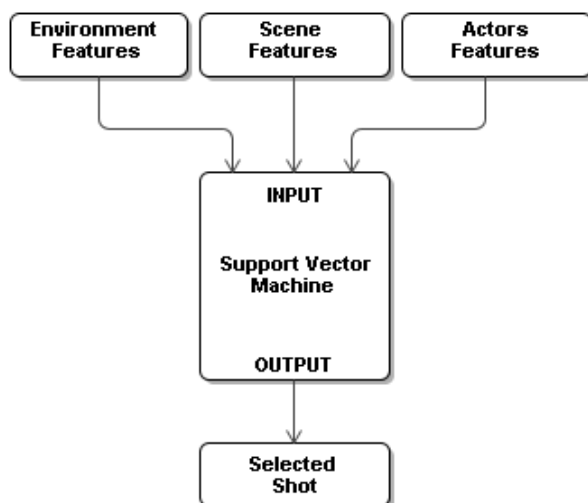 Environment
Features
Scene
Features
Actors
Features
INPUT
Support Vector
Machine
OUTPUT
Selected
Shot